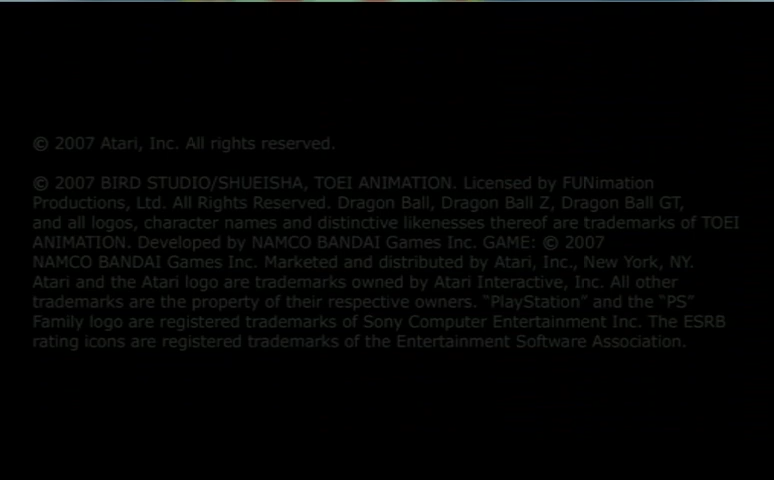 © 2007 Atari, Inc. All rights reserved.
© 2007 BIRD STUDIO/SHUEISHA, TOEI ANIMATION. Licensed by FUNimation
Productions, Ltd. All Rights Reserved. Dragon Ball, Dragon Ball Z, Dragon Ball GT,
and all logos, character names and distinctive likenesses thereof are trademarks of TOEI
ANIMATION. Developed by NAMCO BANDAI Games Inc. GAME: © 2007
NAMCO BANDAI Games Inc. Marketed and distributed by Atari, Inc., New York, NY.
Atari and the Atari logo are trademarks owned by Atari Interactive, Inc. All other
trademarks are the property of their respective owners. “PlayStation” and the “PS”
Family logo are registered trademarks of Sony Computer Entertainment Inc. The ESRB
rating icons are registered trademarks of the Entertainment Software Association.